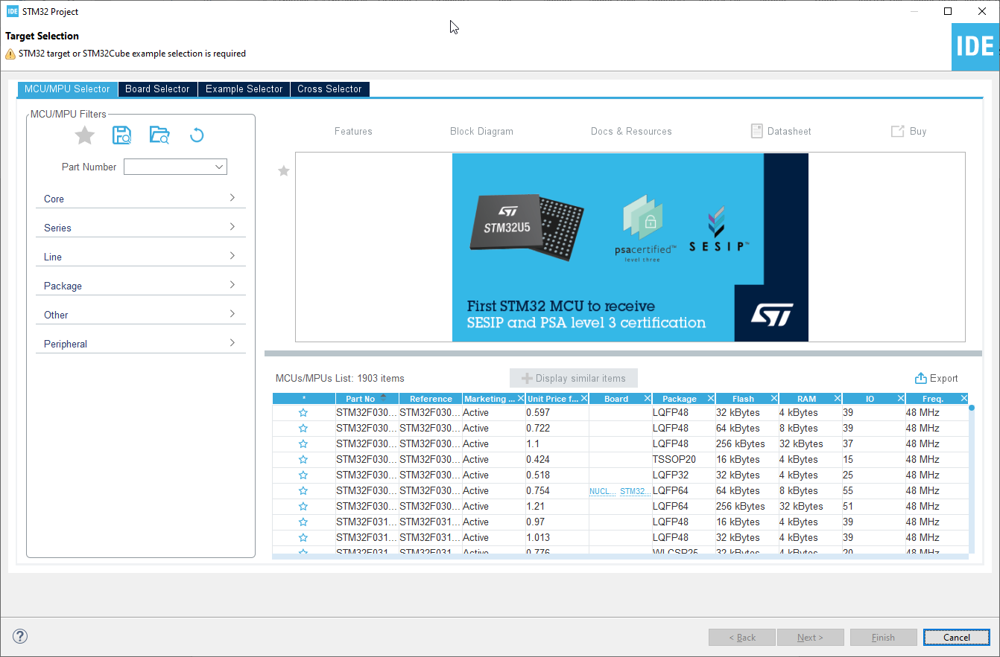 IDE STM32 Project
Target Selection
STM32 target or STM32Cube example selection is required
IDE
MCU/MPU Selector Board Selector Example Selector Cross Selector
MCU/MPU Filters
Part Number
Core
Series
Line
Package
Other
Peripheral
Features Block Diagram Docs & Resources Datasheet Buy
STM32U5
psacertified™
level three
SESIP™
First STM32 MCU to receive
SESIP and PSA level 3 certification
MCUs/MPUs List: 1903 items Display similar items Export
* Part No Reference Marketing ... Unit Price f... Board Package Flash RAM IO Freq.
STM32F030... STM32F030... Active 0.597 LQFP48 32 kBytes 4 kBytes 39 48 MHz
STM32F030... STM32F030... Active 0.722 LQFP48 64 kBytes 8 kBytes 39 48 MHz
STM32F030... STM32F030... Active 1.1 LQFP48 256 kBytes 32 kBytes 37 48 MHz
STM32F030... STM32F030... Active 0.424 TSSOP20 16 kBytes 4 kBytes 15 48 MHz
STM32F030... STM32F030... Active 0.518 LQFP32 32 kBytes 4 kBytes 25 48 MHz
STM32F030... STM32F030... Active 0.754 NUCL... STM32... LQFP64 64 kBytes 8 kBytes 55 48 MHz
STM32F030... STM32F030... Active 1.21 LQFP64 256 kBytes 32 kBytes 51 48 MHz
STM32F031... STM32F031... Active 0.97 LQFP48 16 kBytes 4 kBytes 39 48 MHz
STM32F031... STM32F031... Active 1.013 LQFP48 32 kBytes 4 kBytes 39 48 MHz
STM32F031... STM32F031... Active 0.776 WLCSP25 32 kBytes 4 kBytes 20 48 MHz
< Back Next > Finish Cancel